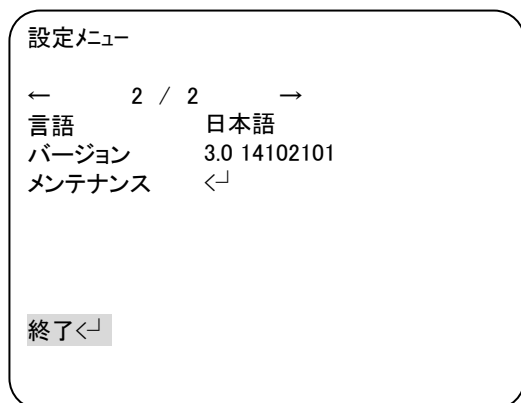 設定メニュー
← 2 / 2 →
言語 日本語
バージョン 3.0 14102101
メンテナンス <┘
終了<┘